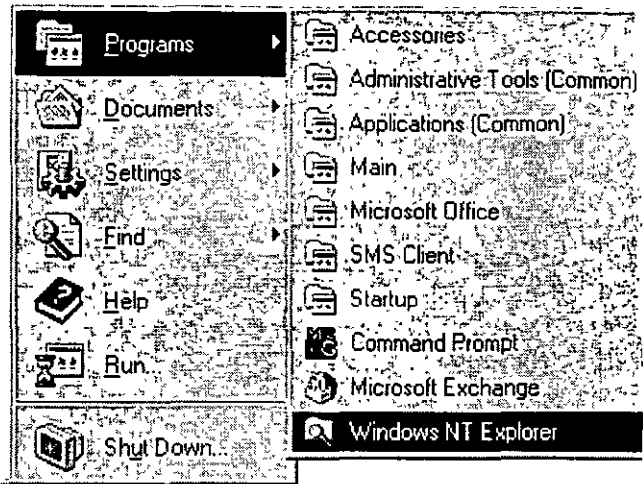 Programs
Documents
Settings
Find
Help
Run...
Shut Down...
Accessories
Administrative Tools (Common)
Applications (Common)
Main
Microsoft Office
SMS Client
Startup
Command Prompt
Microsoft Exchange
Windows NT Explorer